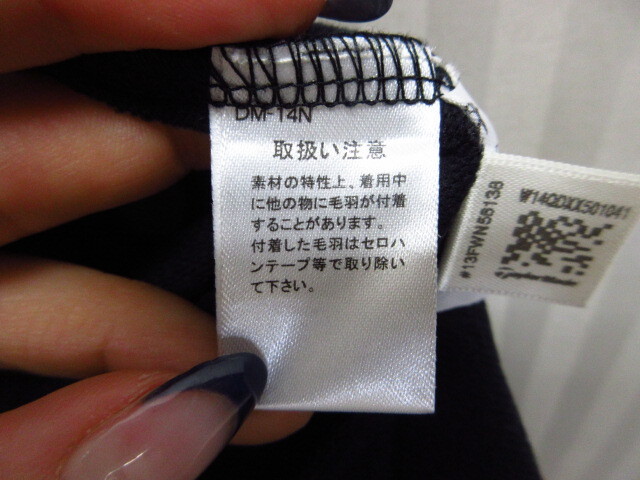 DM-14N
取扱い注意
素材の特性上、着用中
に他の物に毛羽が付着
することがあります。
付着した毛羽はセロハ
ンテープ等で取り除い
て下さい。
#13FWN56138